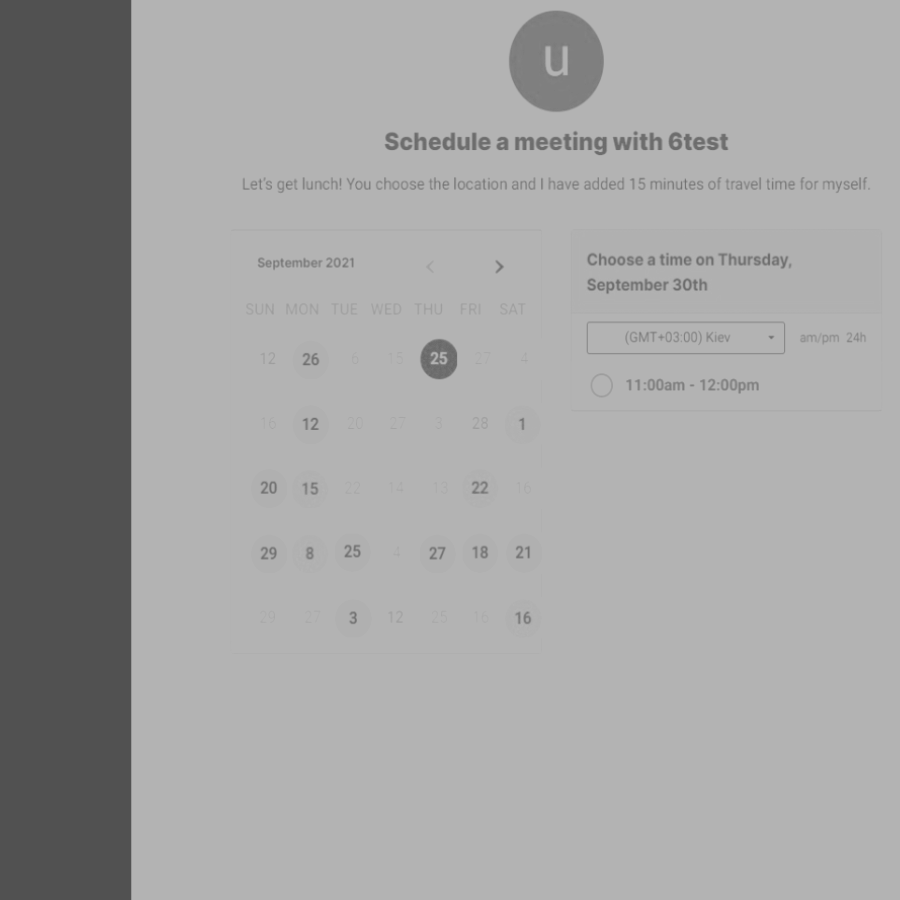 u
Schedule a meeting with 6test
Let's get lunch! You choose the location and I have added 15 minutes of travel time for myself.
September 2021
SUN MON TUE WED THU FRI SAT
12 26 6 15 25 27 4
16 12 20 27 3 28 1
20 15 22 14 13 22 16
29 8 25 4 27 18 21
29 27 3 12 25 16 16
Choose a time on Thursday,
September 30th
(GMT+03:00) Kiev am/pm 24h
11:00am - 12:00pm